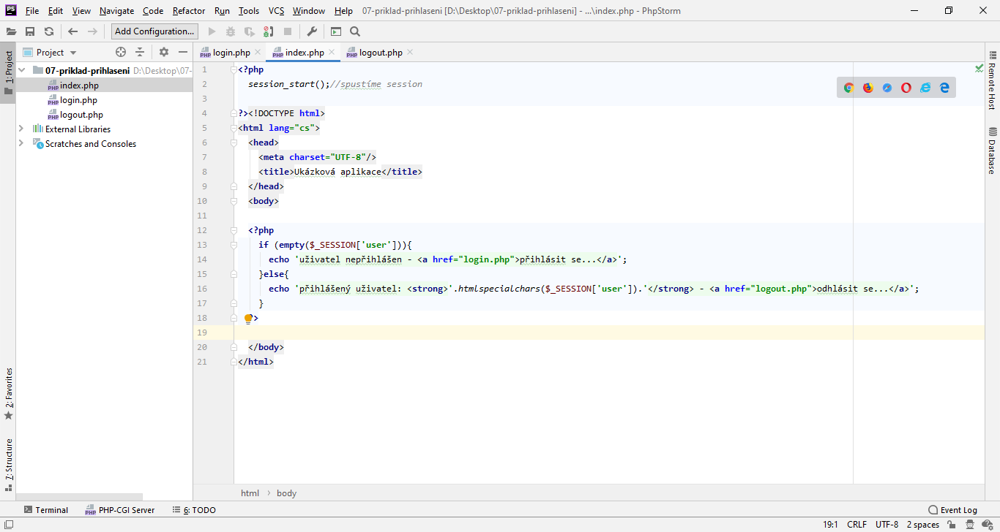 PS File Edit View Navigate Code Refactor Run Tools VCS Window Help 07-priklad-prihlaseni [D:\Desktop\07-priklad-prihlaseni] - ...\index.php - PhpStorm
Add Configuration...
1: Project
Project
login.php index.php logout.php
07-priklad-prihlaseni D:\Desktop\07-
index.php
login.php
logout.php
External Libraries
Scratches and Consoles
1 <?php
2 session_start();//spustíme session
3
4 ?><!DOCTYPE html>
5 <html lang="cs">
6 <head>
7 <meta charset="UTF-8"/>
8 <title>Ukázková aplikace</title>
9 </head>
10 <body>
11
12 <?php
13 if (empty($_SESSION['user'])){
14 echo 'uživatel nepřihlášen - <a href="login.php">přihlásit se...</a>';
15 }else{
16 echo 'přihlášený uživatel: <strong>'.htmlspecialchars($_SESSION['user']).'</strong> - <a href="logout.php">odhlásit se...</a>';
17 }
18 ?>
19
20 </body>
21 </html>
Remote Host
Database
2: Favorites
7: Structure
html body
Terminal PHP-CGI Server 6: TODO Event Log
19:1 CRLF UTF-8 2 spaces